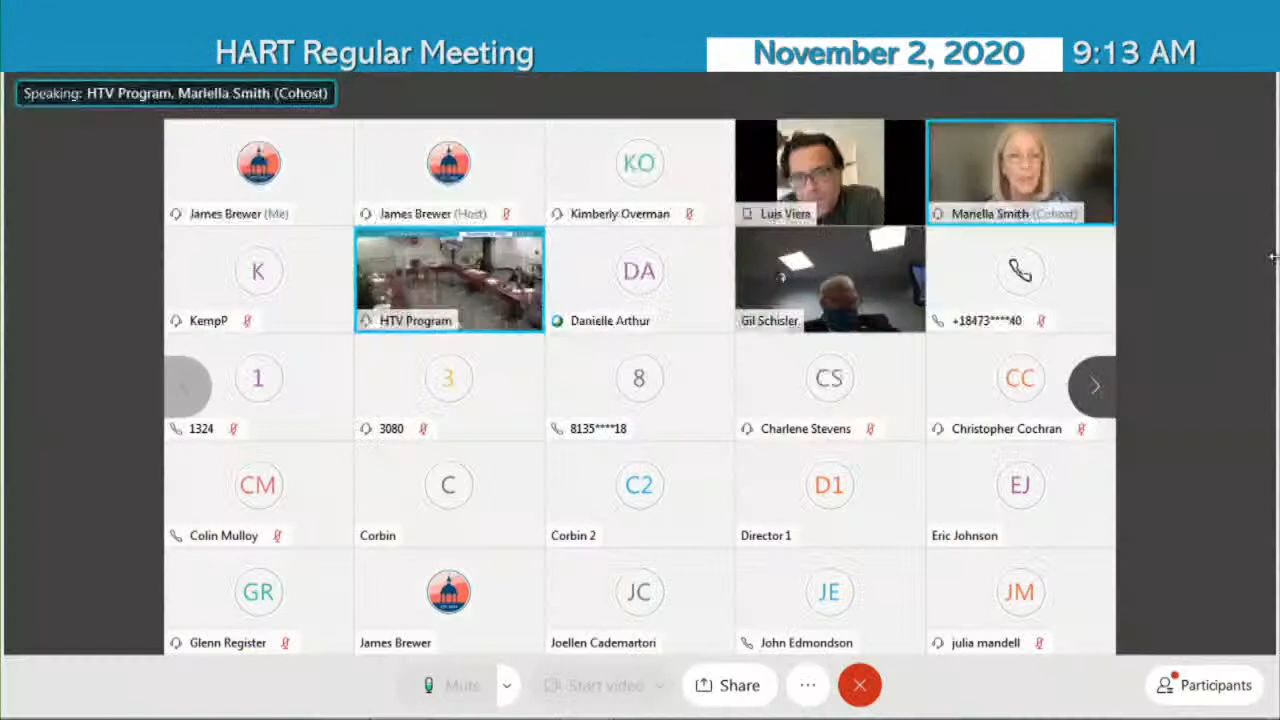 HART Regular Meeting
November 2, 2020
9:13 AM
Speaking: HTV Program, Mariella Smith (Cohost)
KO
James Brewer (Me)
James Brewer (Host)
Kimberly Overman
Luis Viera
Mariella Smith (Cohost)
K
DA
KempP
HTV Program
Danielle Arthur
Gil Schisler
+18473****40
1
3
8
CS
CC
1324
3080
8135****18
Charlene Stevens
Christopher Cochran
CM
C
C2
D1
EJ
Colin Mulloy
Corbin
Corbin 2
Director 1
Eric Johnson
GR
JC
JE
JM
Glenn Register
James Brewer
Joellen Cademartori
John Edmondson
julia mandell
Mute
Start video
Share
Participants